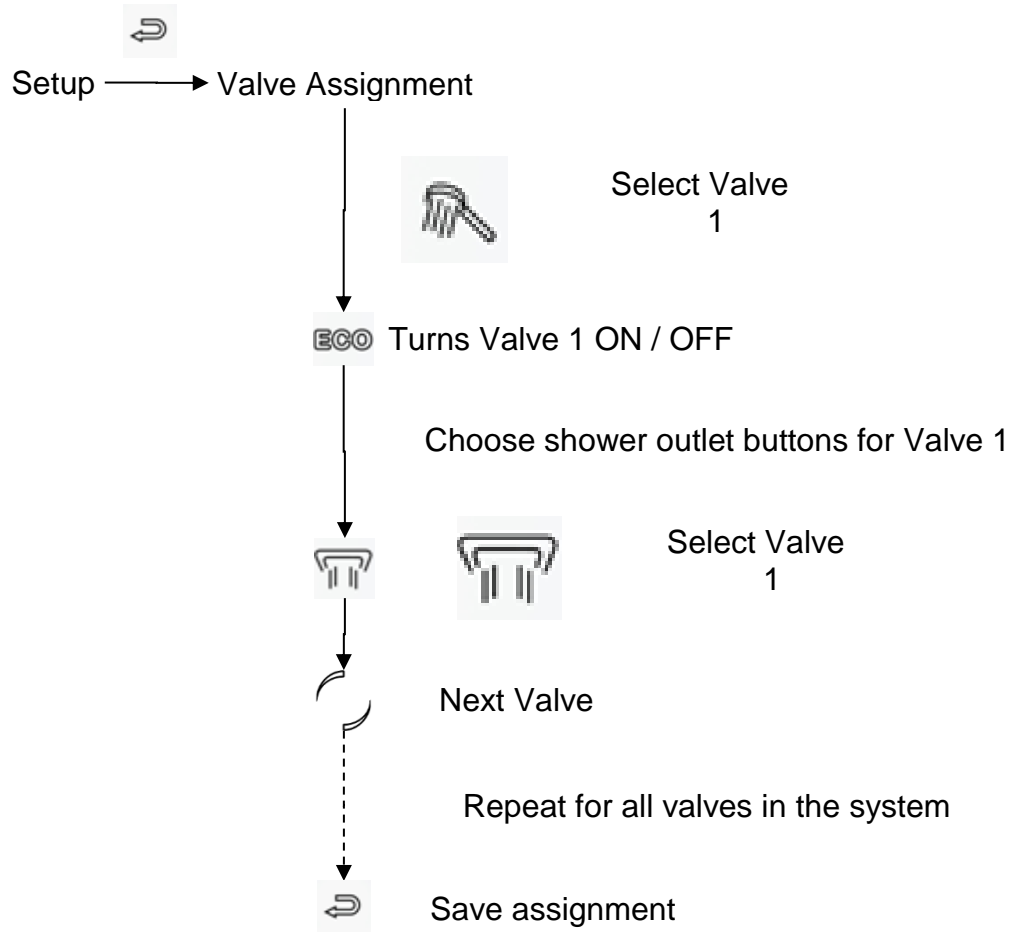 Setup
Valve Assignment
Select Valve
1
ECO
Turns Valve 1 ON / OFF
Choose shower outlet buttons for Valve 1
Select Valve
1
Next Valve
Repeat for all valves in the system
Save assignment